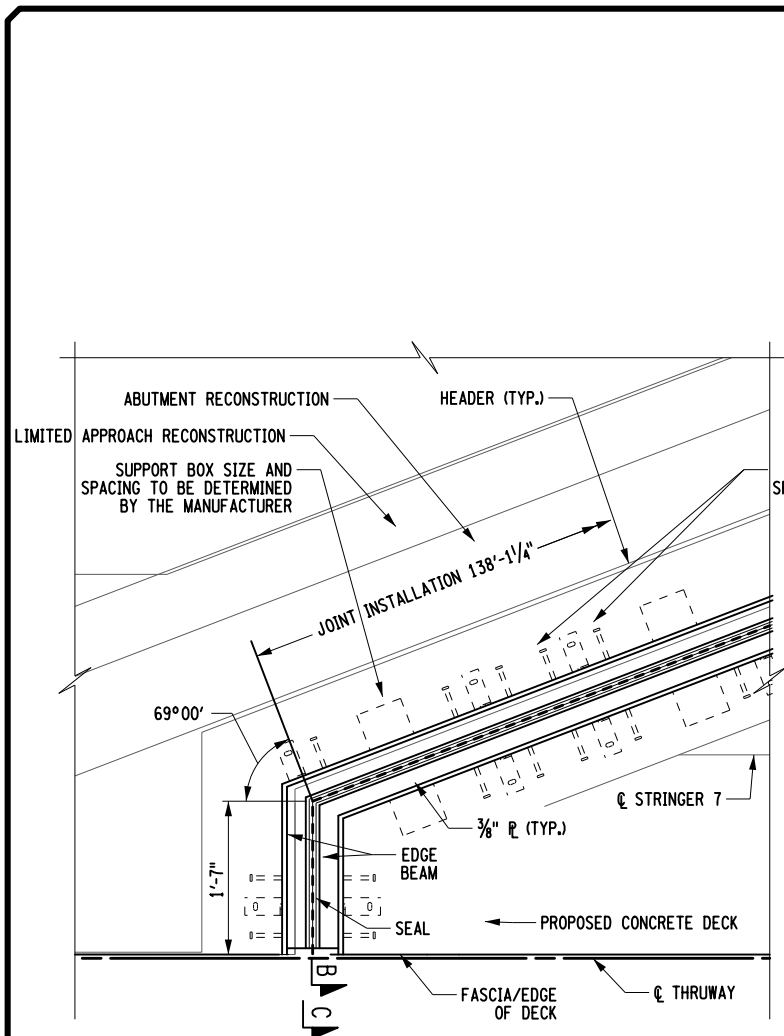 ABUTMENT RECONSTRUCTION
HEADER (TYP.)
LIMITED APPROACH RECONSTRUCTION
SUPPORT BOX SIZE AND
SPACING TO BE DETERMINED
BY THE MANUFACTURER
JOINT INSTALLATION 138'-1¼"
69°00'
℄ STRINGER 7
⅜" ⅊ (TYP.)
EDGE
BEAM
1'-7"
SEAL
PROPOSED CONCRETE DECK
B
FASCIA/EDGE
OF DECK
℄ THRUWAY
C